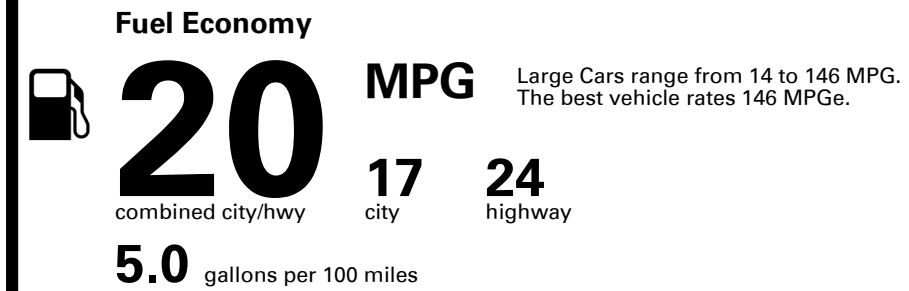 Fuel Economy
20 MPG
Large Cars range from 14 to 146 MPG.
The best vehicle rates 146 MPGe.
17 24
combined city/hwy city highway
5.0 gallons per 100 miles